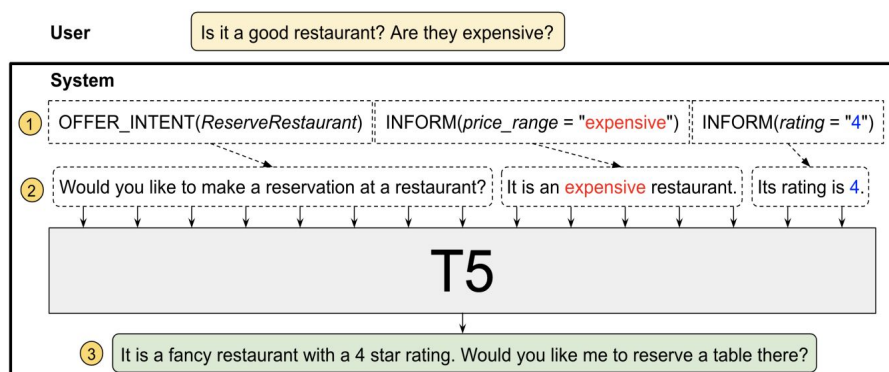 User
Is it a good restaurant? Are they expensive?
System
1 OFFER_INTENT(ReserveRestaurant) INFORM(price_range = "expensive") INFORM(rating = "4")
2 Would you like to make a reservation at a restaurant? It is an expensive restaurant. Its rating is 4.
T5
3 It is a fancy restaurant with a 4 star rating. Would you like me to reserve a table there?